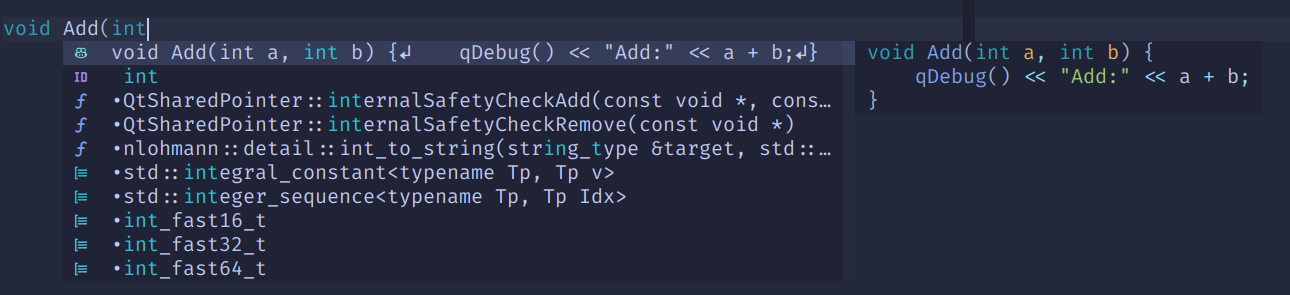 void Add(int
void Add(int a, int b) {↲    qDebug() << "Add:" << a + b;↲}
ID int
ƒ •QtSharedPointer::internalSafetyCheckAdd(const void *, cons…
ƒ •QtSharedPointer::internalSafetyCheckRemove(const void *)
ƒ •nlohmann::detail::int_to_string(string_type &target, std::…
•std::integral_constant<typename Tp, Tp v>
•std::integer_sequence<typename Tp, Tp Idx>
•int_fast16_t
•int_fast32_t
•int_fast64_t
void Add(int a, int b) {
    qDebug() << "Add:" << a + b;
}